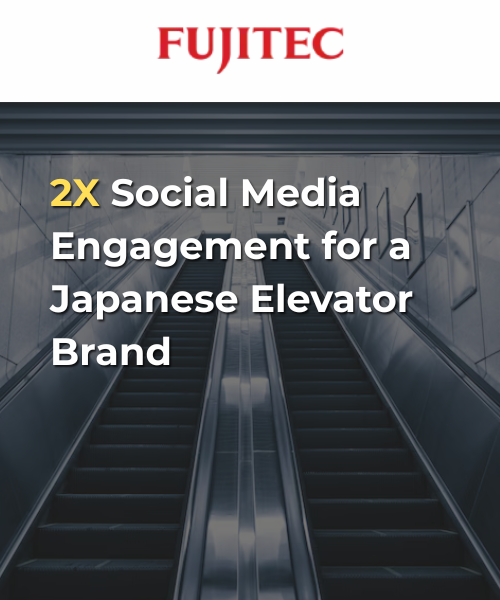 FUJITEC
2X Social Media
Engagement for a
Japanese Elevator
Brand